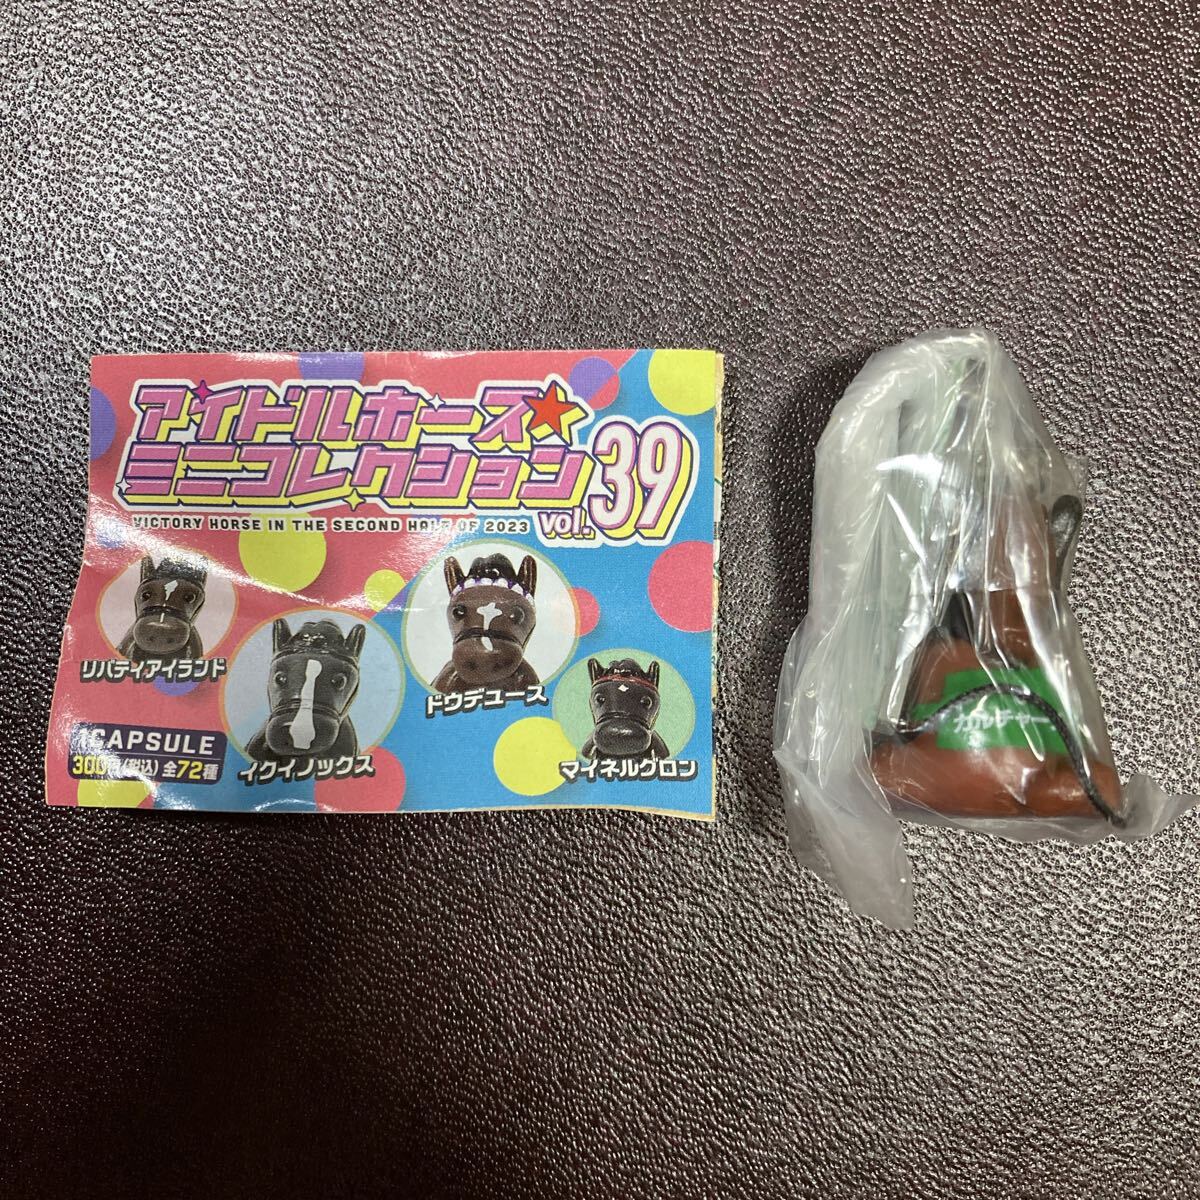 アイドルホース★
ミニコレクション vol.39
VICTORY HORSE IN THE SECOND HALF OF 2023
リバティアイランド
ドウデュース
イクイノックス
マイネルグロン
1CAPSULE
300円(税込) 全72種
カルチャー